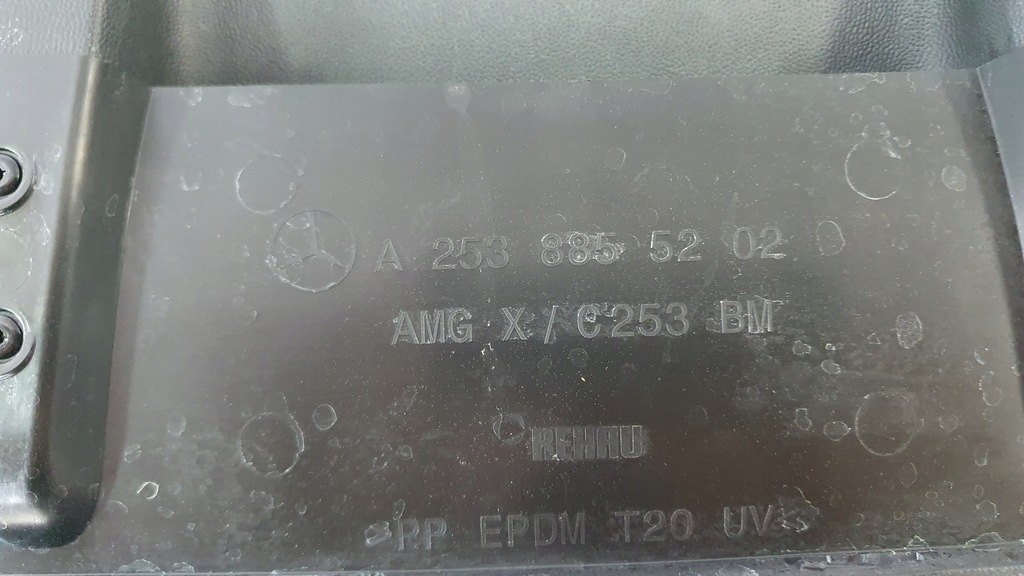 A 253 885 52 02
AMG X / C253 BM
REHAU
>PP EPDM T20 UV<